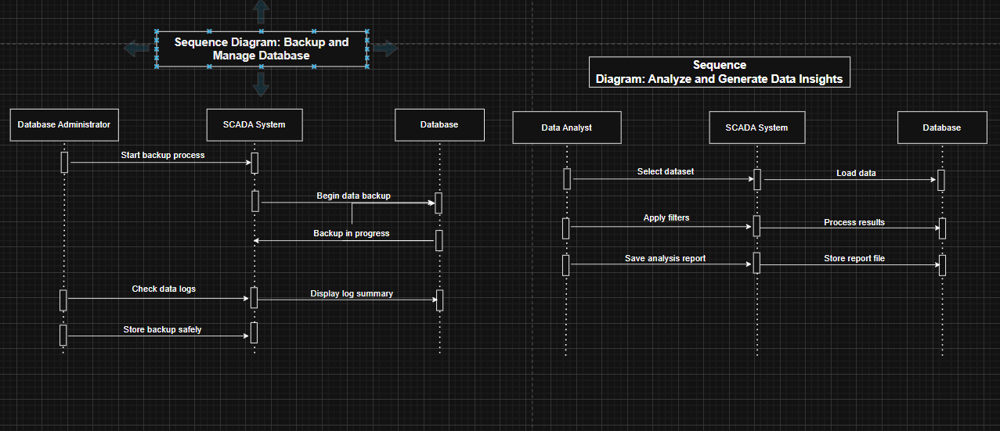 Sequence Diagram: Backup and
Manage Database
Database Administrator
SCADA System
Database
Start backup process
Begin data backup
Backup in progress
Check data logs
Display log summary
Store backup safely
Sequence
Diagram: Analyze and Generate Data Insights
Data Analyst
SCADA System
Database
Select dataset
Load data
Apply filters
Process results
Save analysis report
Store report file